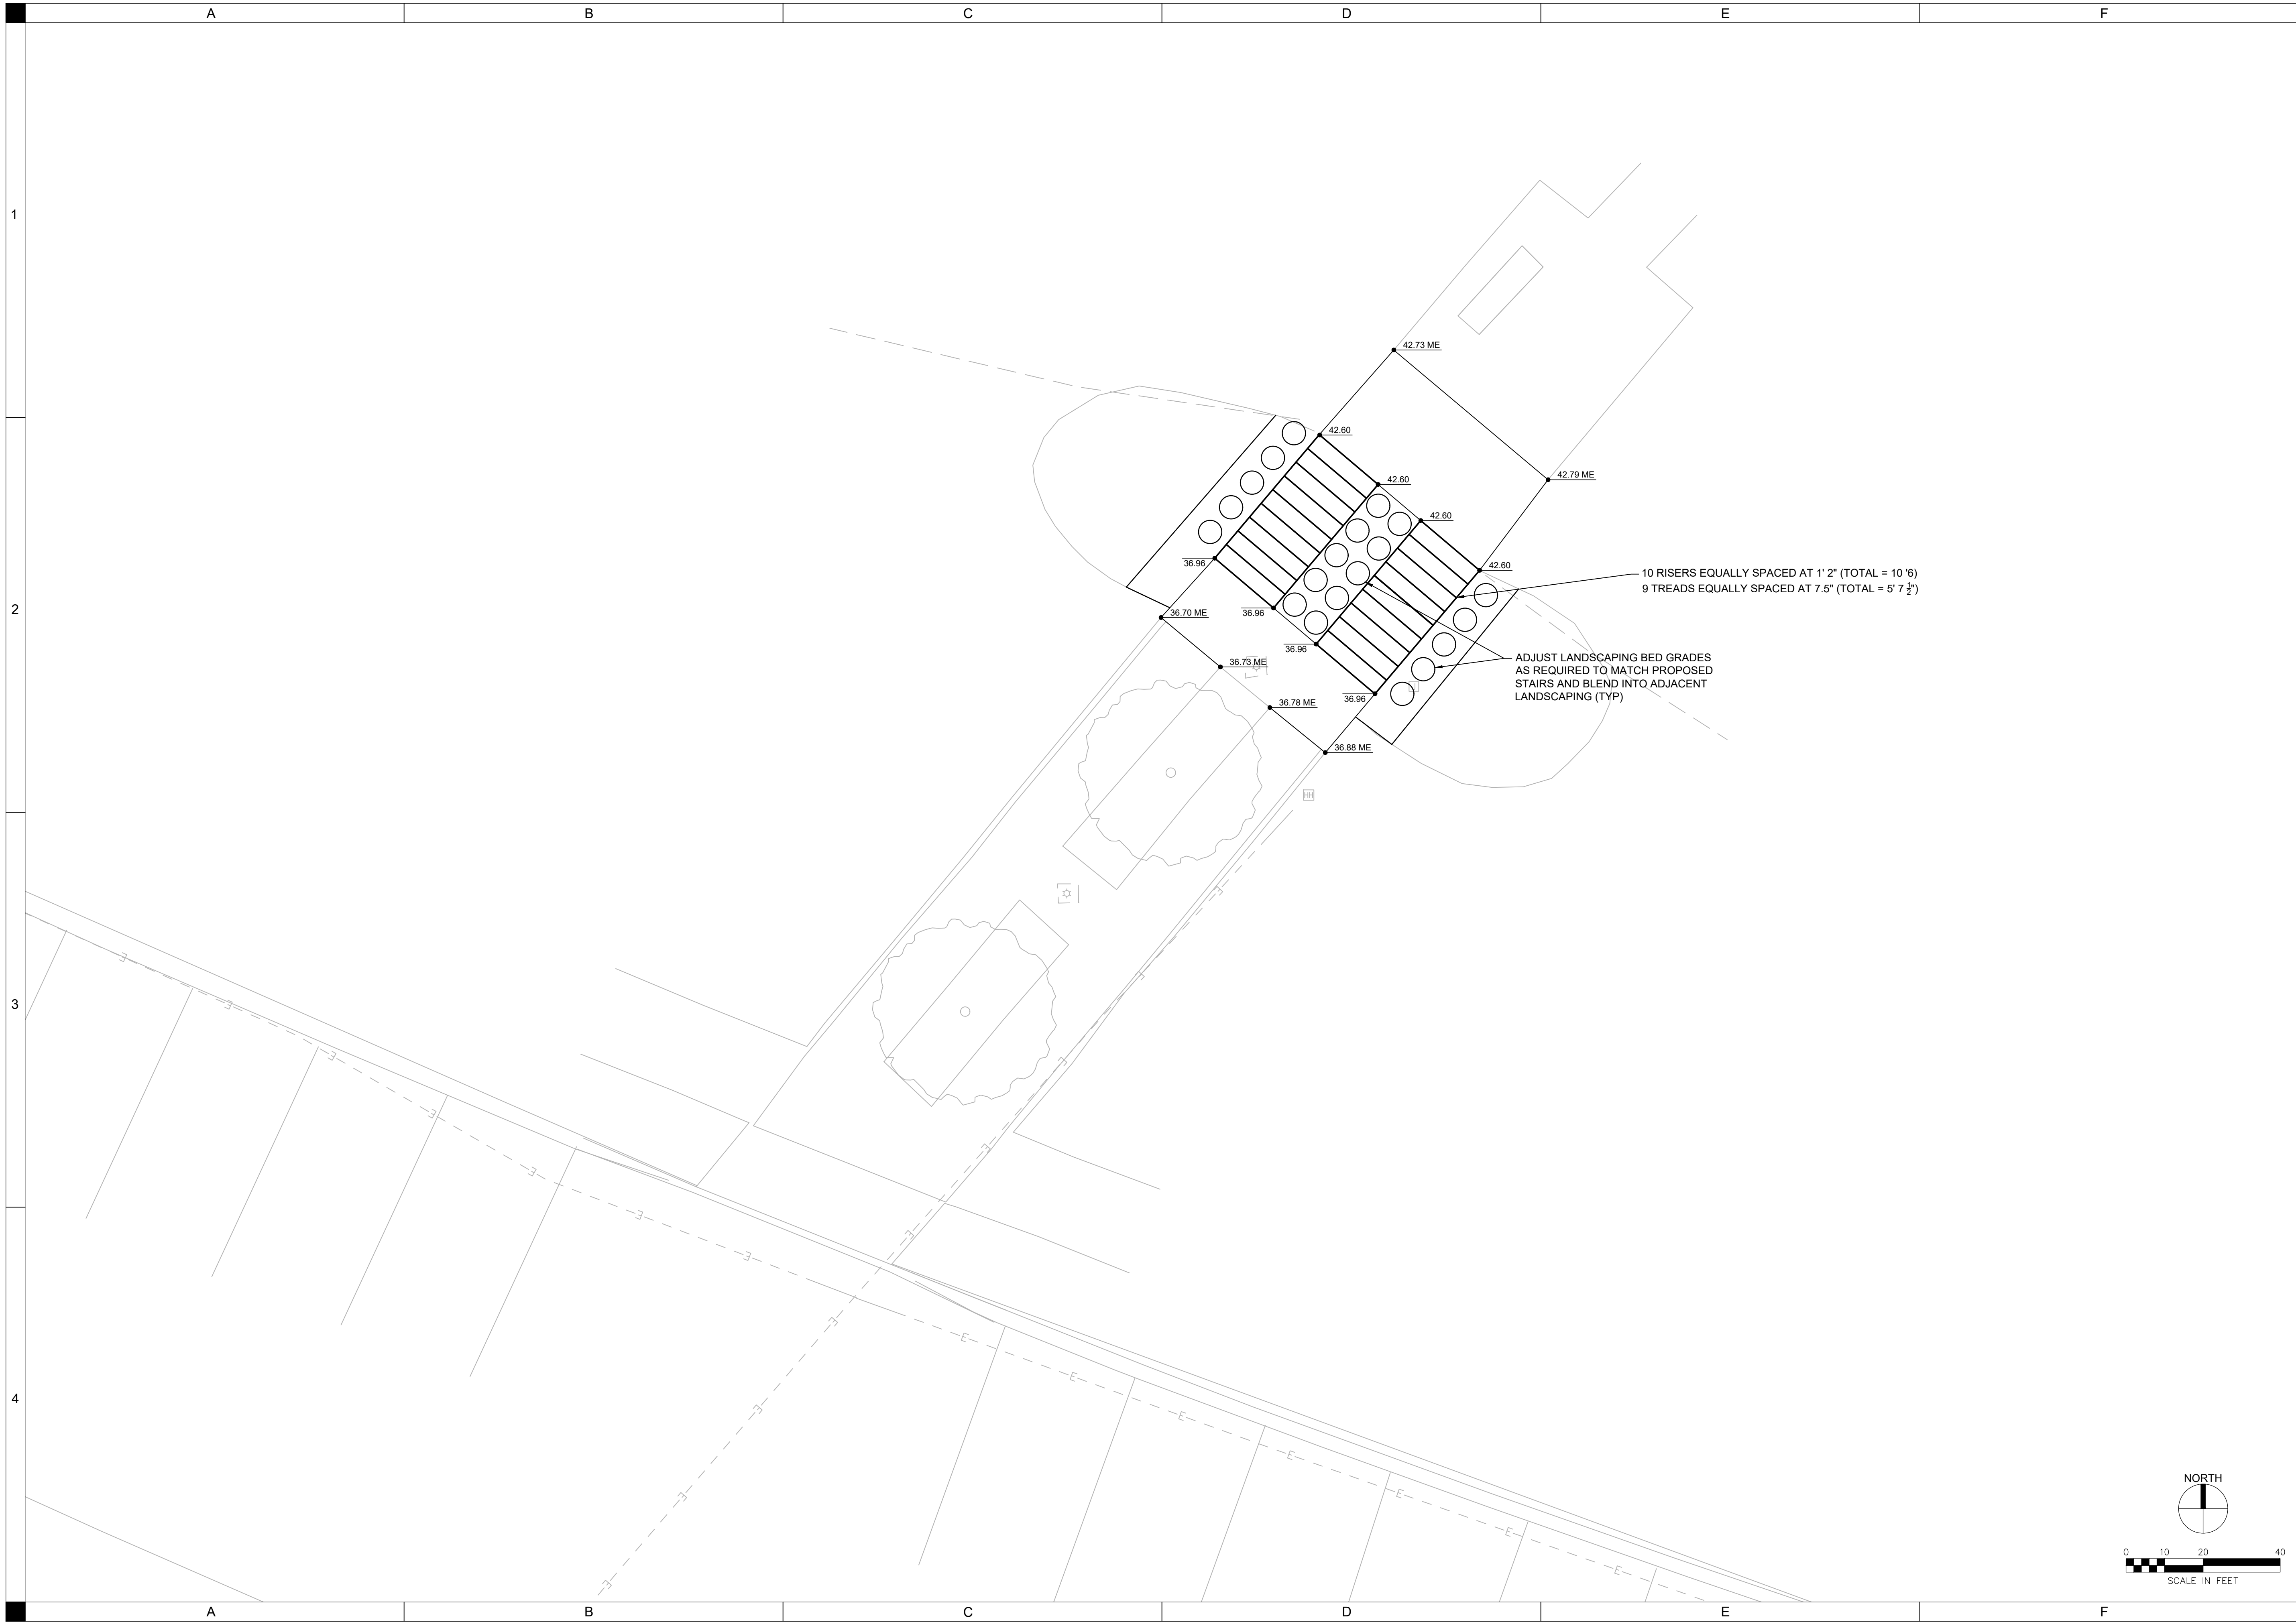 A B C D E F
1
42.73 ME
42.60
42.79 ME
42.60
42.60
36.96
42.60
10 RISERS EQUALLY SPACED AT 1' 2" (TOTAL = 10 '6)
9 TREADS EQUALLY SPACED AT 7.5" (TOTAL = 5' 7 1/2")
2
36.70 ME
36.96
36.96
ADJUST LANDSCAPING BED GRADES
AS REQUIRED TO MATCH PROPOSED
STAIRS AND BLEND INTO ADJACENT
LANDSCAPING (TYP)
36.73 ME
36.96
36.78 ME
36.88 ME
HH
E
E
E
3
E
E
E
E
E
E
E
E
E
E
E
E
E
4
E
E
E
E
E
E
E
E
NORTH
0 10 20 40
SCALE IN FEET
A B C D E F